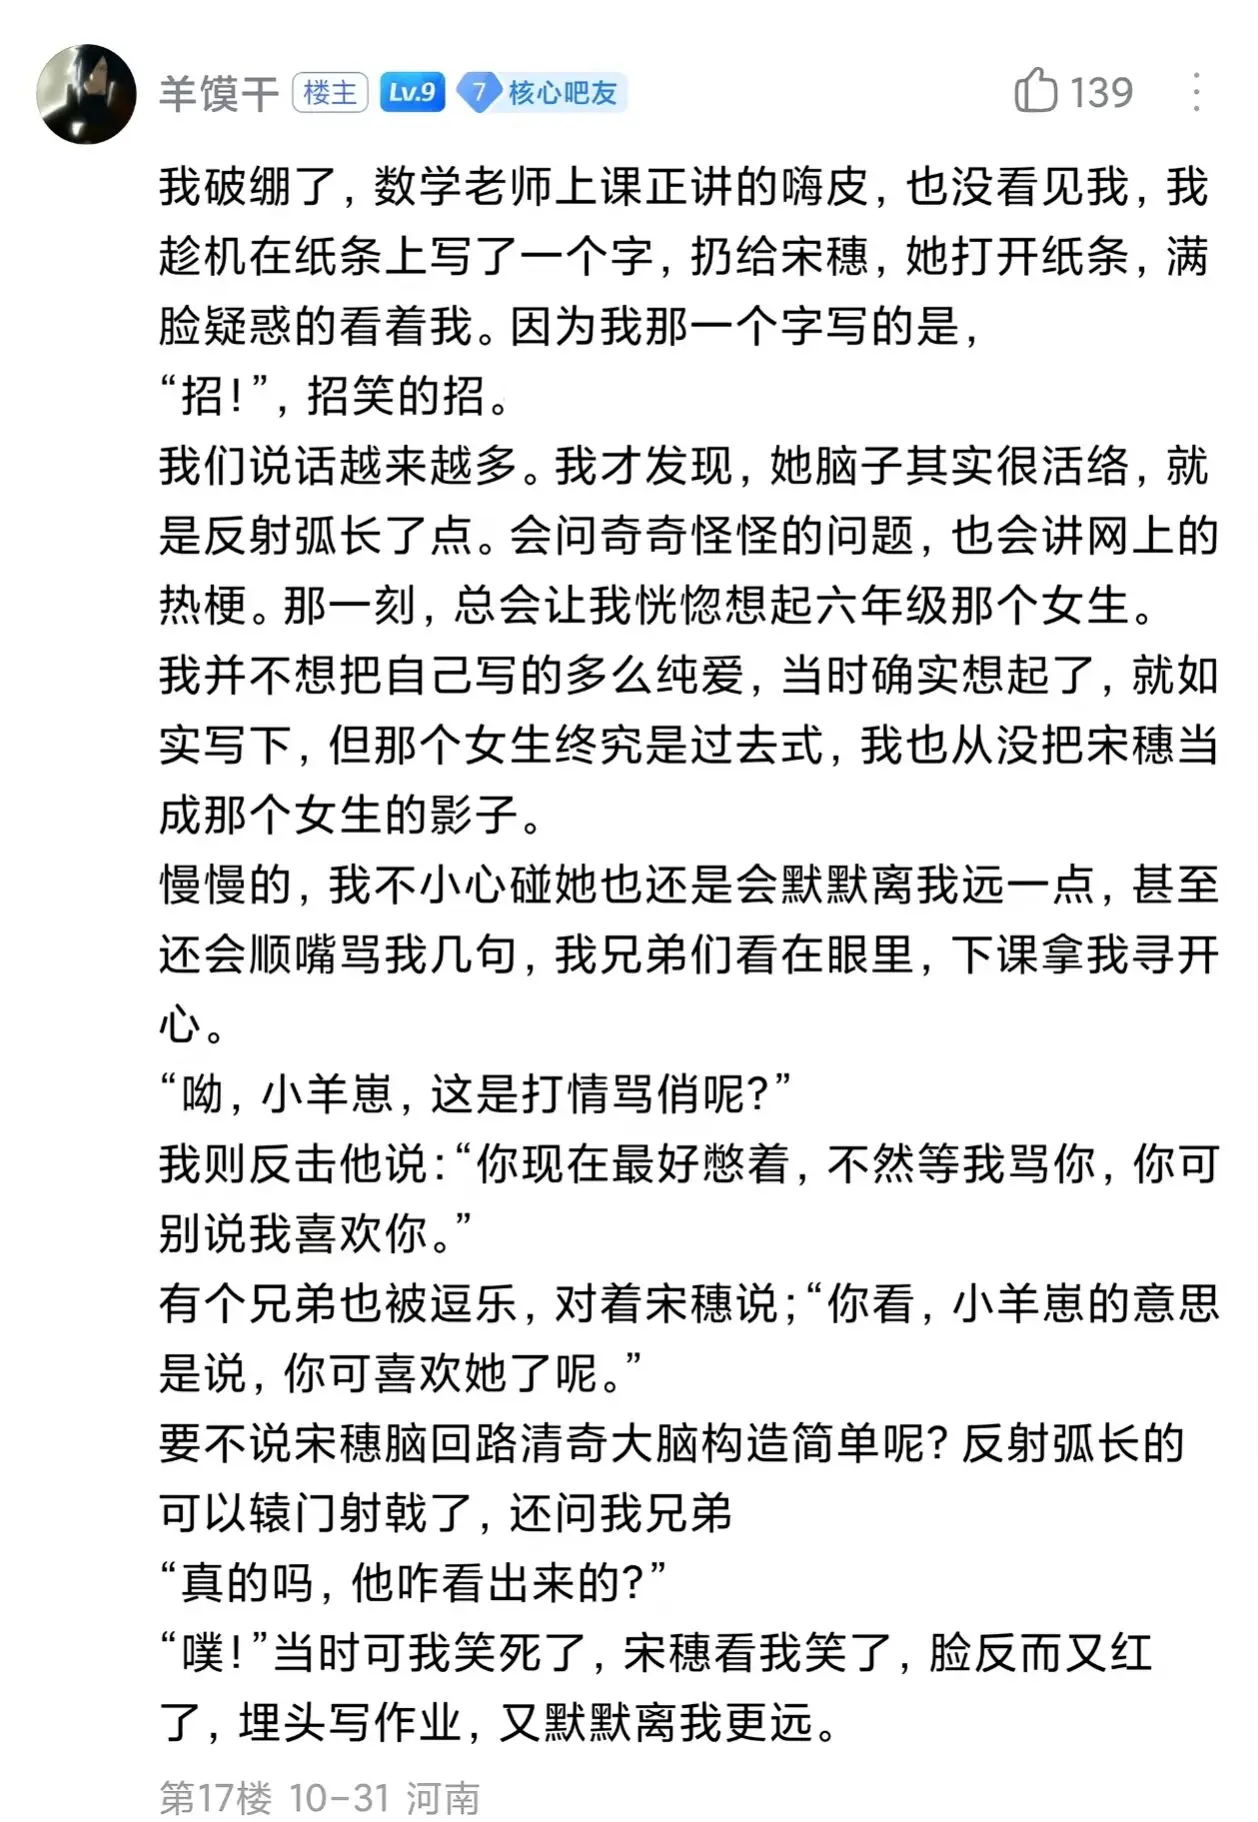 羊馍干 楼主 Lv.9 7 核心吧友 139
我破绷了，数学老师上课正讲的嗨皮，也没看见我，我
趁机在纸条上写了一个字，扔给宋穗，她打开纸条，满
脸疑惑的看着我。因为我那一个字写的是，
“招！”，招笑的招。
我们说话越来越多。我才发现，她脑子其实很活络，就
是反射弧长了点。会问奇奇怪怪的问题，也会讲网上的
热梗。那一刻，总会让我恍惚想起六年级那个女生。
我并不想把自己写的多么纯爱，当时确实想起了，就如
实写下，但那个女生终究是过去式，我也从没把宋穗当
成那个女生的影子。
慢慢的，我不小心碰她也还是会默默离我远一点，甚至
还会顺嘴骂我几句，我兄弟们看在眼里，下课拿我寻开
心。
“呦，小羊崽，这是打情骂俏呢？”
我则反击他说：“你现在最好憋着，不然等我骂你，你可
别说我喜欢你。”
有个兄弟也被逗乐，对着宋穗说；“你看，小羊崽的意思
是说，你可喜欢她了呢。”
要不说宋穗脑回路清奇大脑构造简单呢？反射弧长的
可以辕门射戟了，还问我兄弟
“真的吗，他咋看出来的？”
“噗！”当时可我笑死了，宋穗看我笑了，脸反而又红
了，埋头写作业，又默默离我更远。
第17楼 10-31 河南